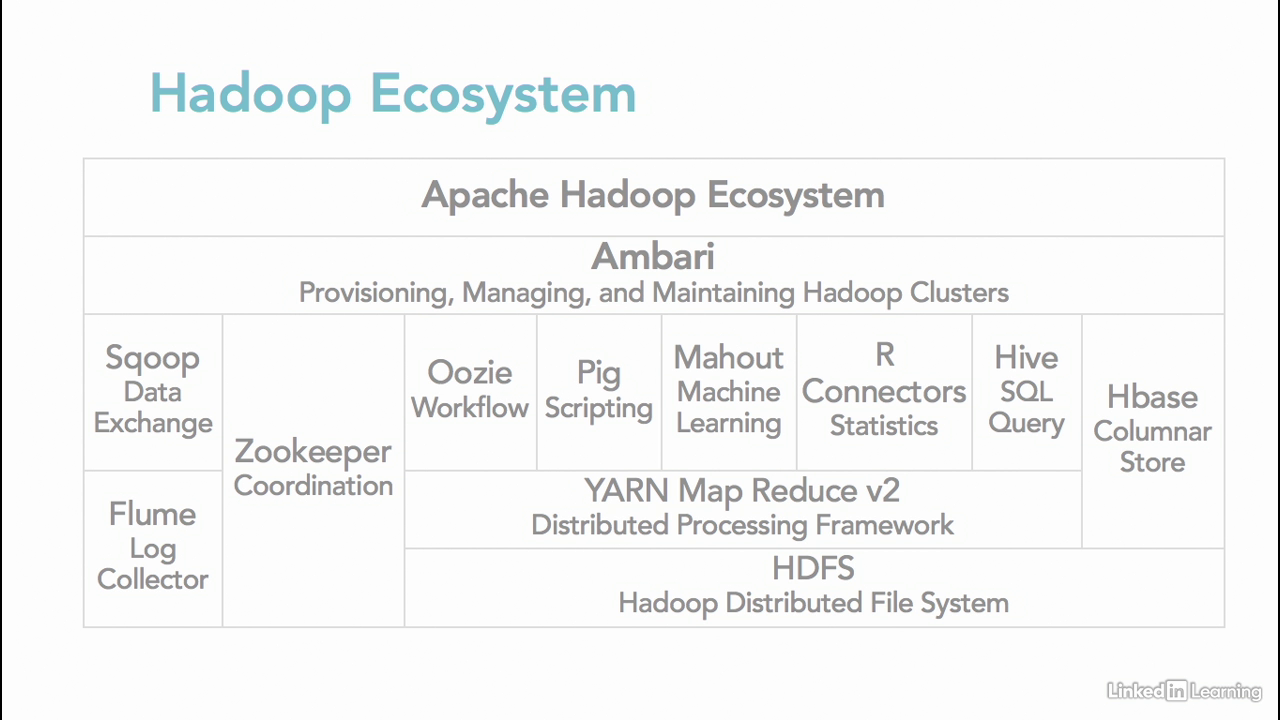 Hadoop Ecosystem
Apache Hadoop Ecosystem
Ambari
Provisioning, Managing, and Maintaining Hadoop Clusters
Sqoop
Data
Exchange
Flume
Log
Collector
Zookeeper
Coordination
Oozie
Workflow
Pig
Scripting
Mahout
Machine
Learning
R
Connectors
Statistics
Hive
SQL
Query
Hbase
Columnar
Store
YARN Map Reduce v2
Distributed Processing Framework
HDFS
Hadoop Distributed File System
Linked in Learning